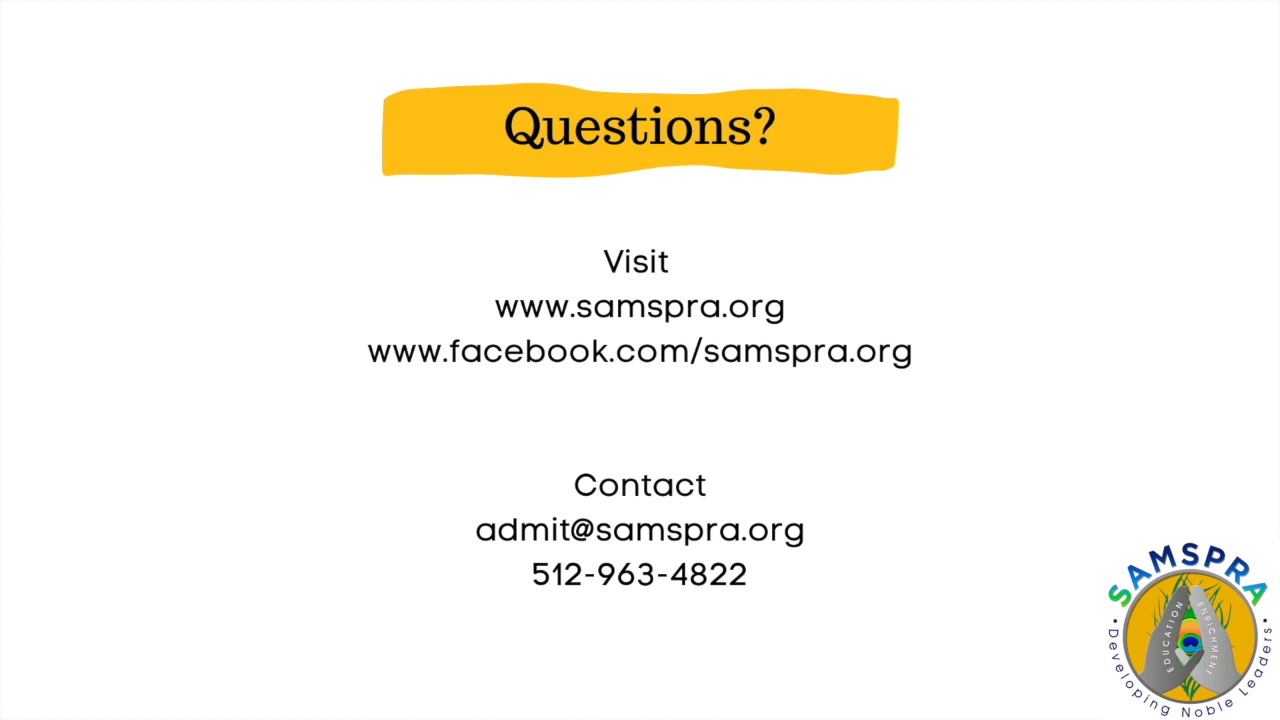 Questions?
Visit
www.samspra.org
www.facebook.com/samspra.org
Contact
admit@samspra.org
512-963-4822
SAMSPRA
EDUCATION
ENRICHMENT
• Developing Noble Leaders •